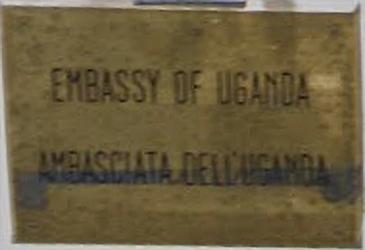 EMBASSY OF UGANDA
AMBASCIATA DELL'UGANDA